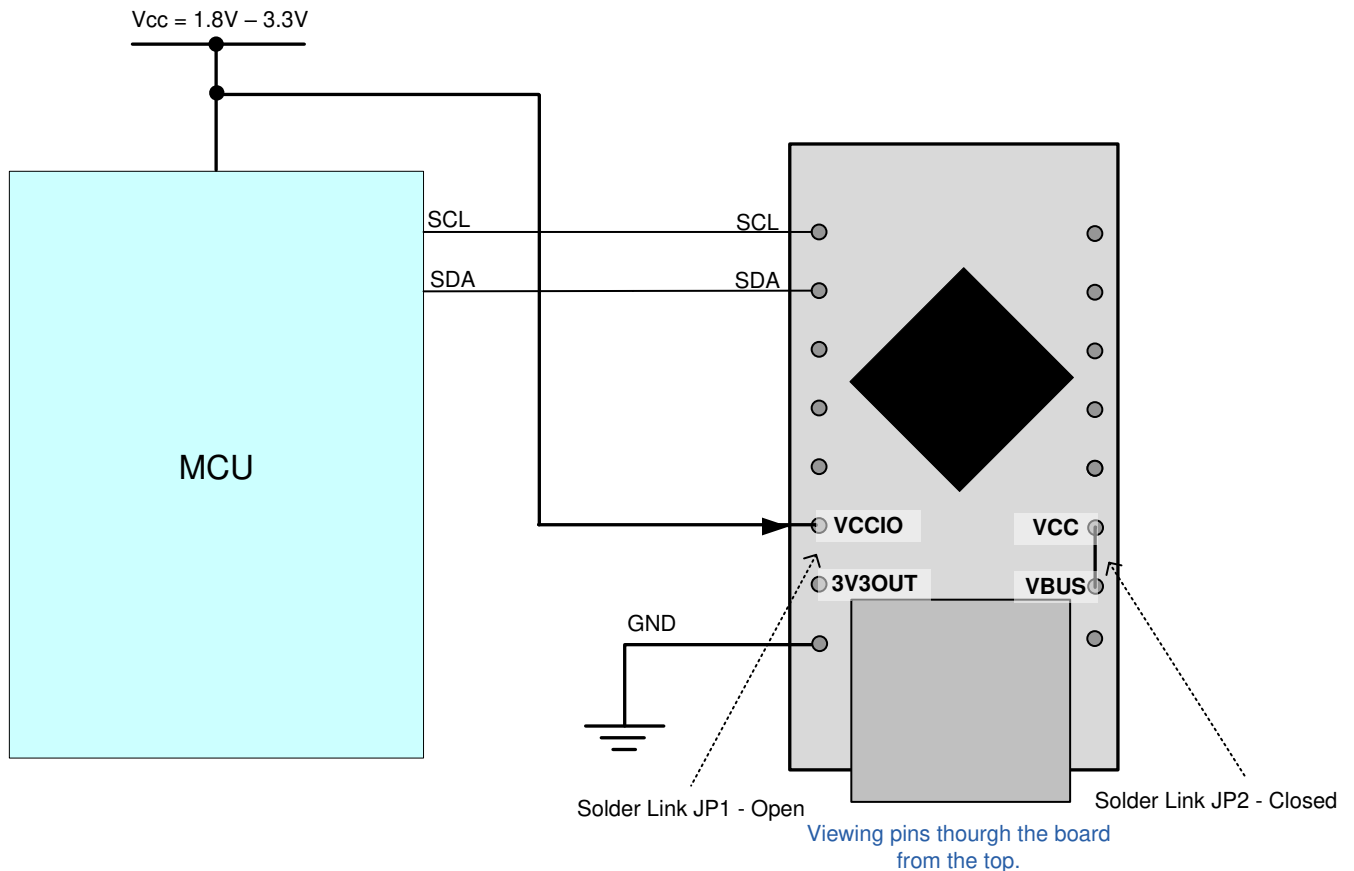 Vcc = 1.8V – 3.3V
SCL
SCL
SDA
SDA
MCU
VCCIO
VCC
3V3OUT
VBUS
GND
Solder Link JP1 - Open
Solder Link JP2 - Closed
Viewing pins thourgh the board
from the top.